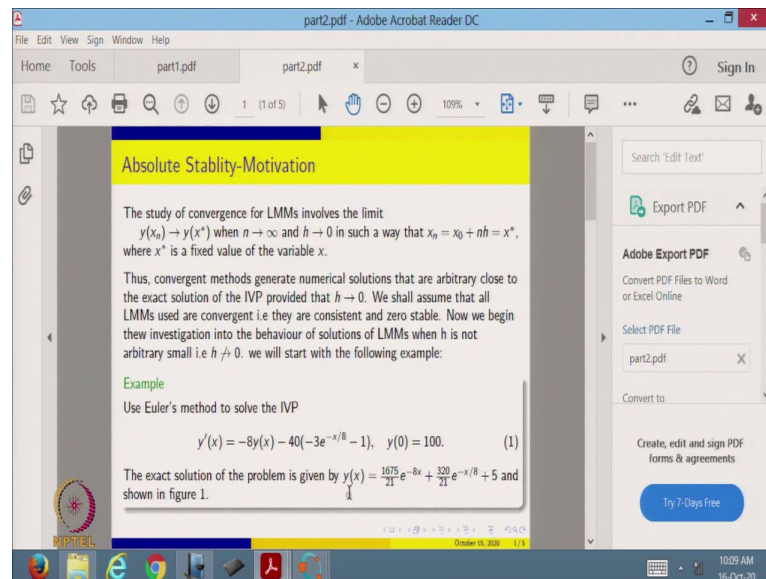 part2.pdf - Adobe Acrobat Reader DC
File Edit View Sign Window Help
Home Tools part1.pdf part2.pdf x Sign In
1 (1 of 5) 109%
Absolute Stablity-Motivation
The study of convergence for LMMs involves the limit
y(xₙ) → y(x*) when n → ∞ and h → 0 in such a way that xₙ = x₀ + nh = x*,
where x* is a fixed value of the variable x.
Thus, convergent methods generate numerical solutions that are arbitrary close to
the exact solution of the IVP provided that h → 0. We shall assume that all
LMMs used are convergent i.e they are consistent and zero stable. Now we begin
thew investigation into the behaviour of solutions of LMMs when h is not
arbitrary small i.e h ↛ 0. we will start with the following example:
Example
Use Euler's method to solve the IVP
y′(x) = −8y(x) − 40(−3e^{−x/8} − 1), y(0) = 100. (1)
The exact solution of the problem is given by y(x) = 1675/21 e^{−8x} + 320/21 e^{−x/8} + 5 and
shown in figure 1.
NPTEL
October 15, 2020 1/5
Search 'Edit Text'
Export PDF
Adobe Export PDF
Convert PDF Files to Word
or Excel Online
Select PDF File
part2.pdf X
Convert to
Create, edit and sign PDF
forms & agreements
Try 7-Days Free
10:09 AM
16-Oct-20